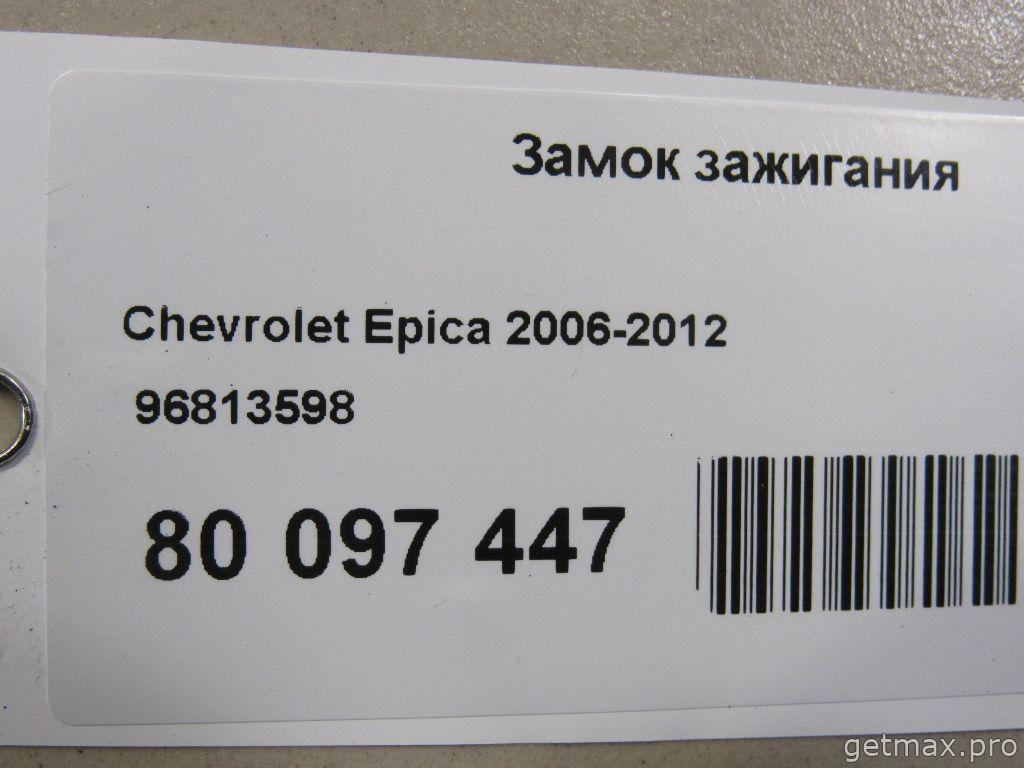 Замок зажигания
Chevrolet Epica 2006-2012
96813598
80 097 447
getmax.pro